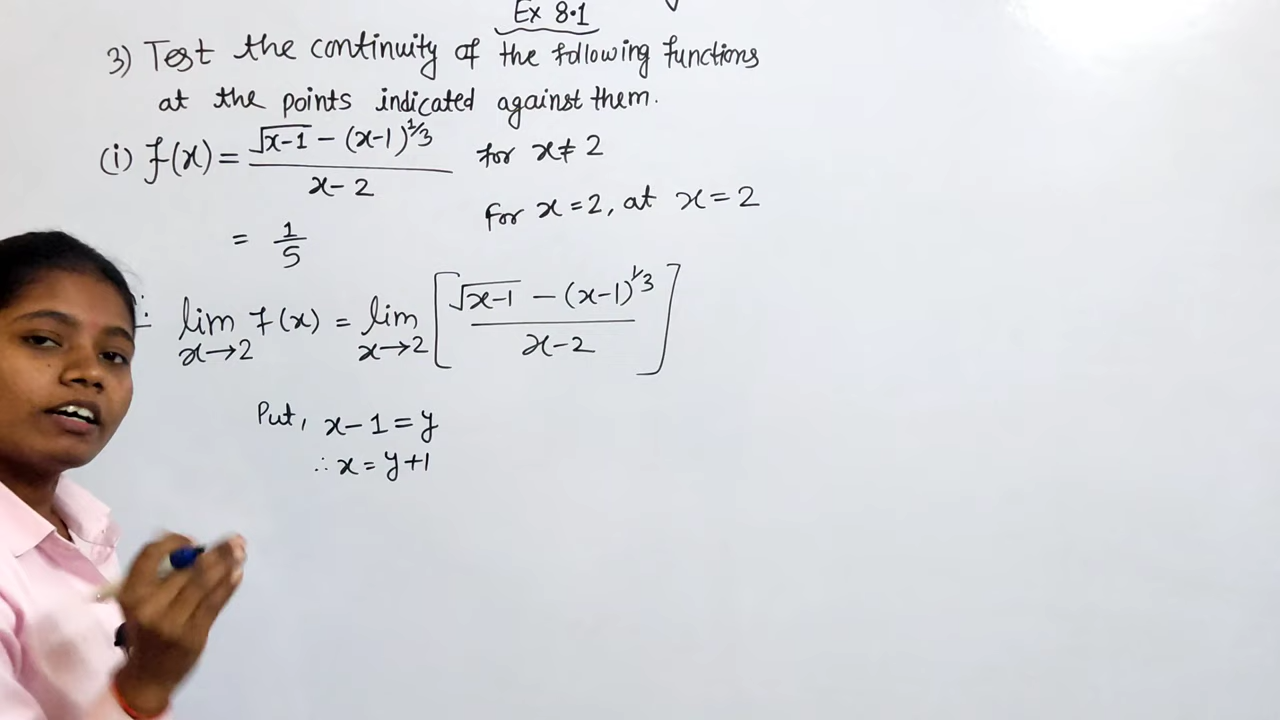 Ex 8.1
3) Test the continuity of the following functions
at the points indicated against them.
(i) f(x) = (√(x-1) - (x-1)^(1/3)) / (x-2) for x ≠ 2
= 1/5 for x = 2, at x = 2
lim x→2 f(x) = lim x→2 [(√(x-1) - (x-1)^(1/3)) / (x-2)]
Put, x-1 = y
∴ x = y+1